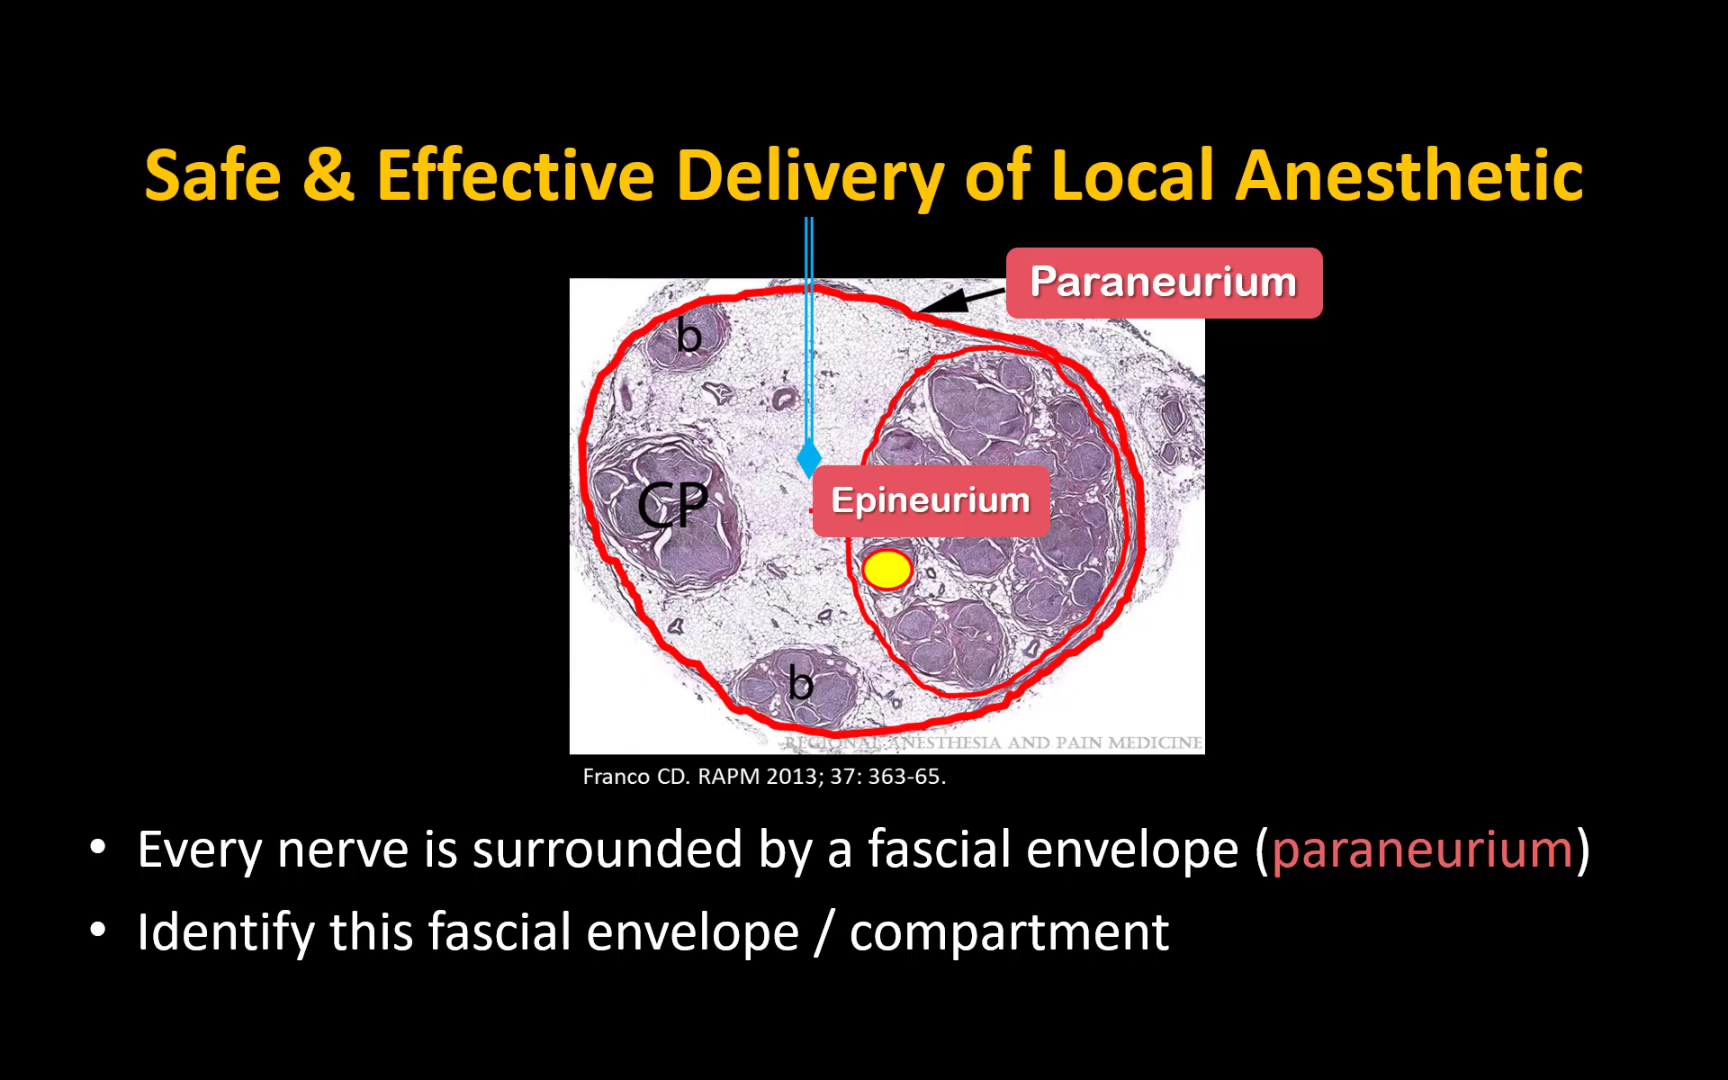 Safe & Effective Delivery of Local Anesthetic
Paraneurium
b
CP
Epineurium
b
REGIONAL ANESTHESIA AND PAIN MEDICINE
Franco CD. RAPM 2013; 37: 363-65.
• Every nerve is surrounded by a fascial envelope (paraneurium)
• Identify this fascial envelope / compartment